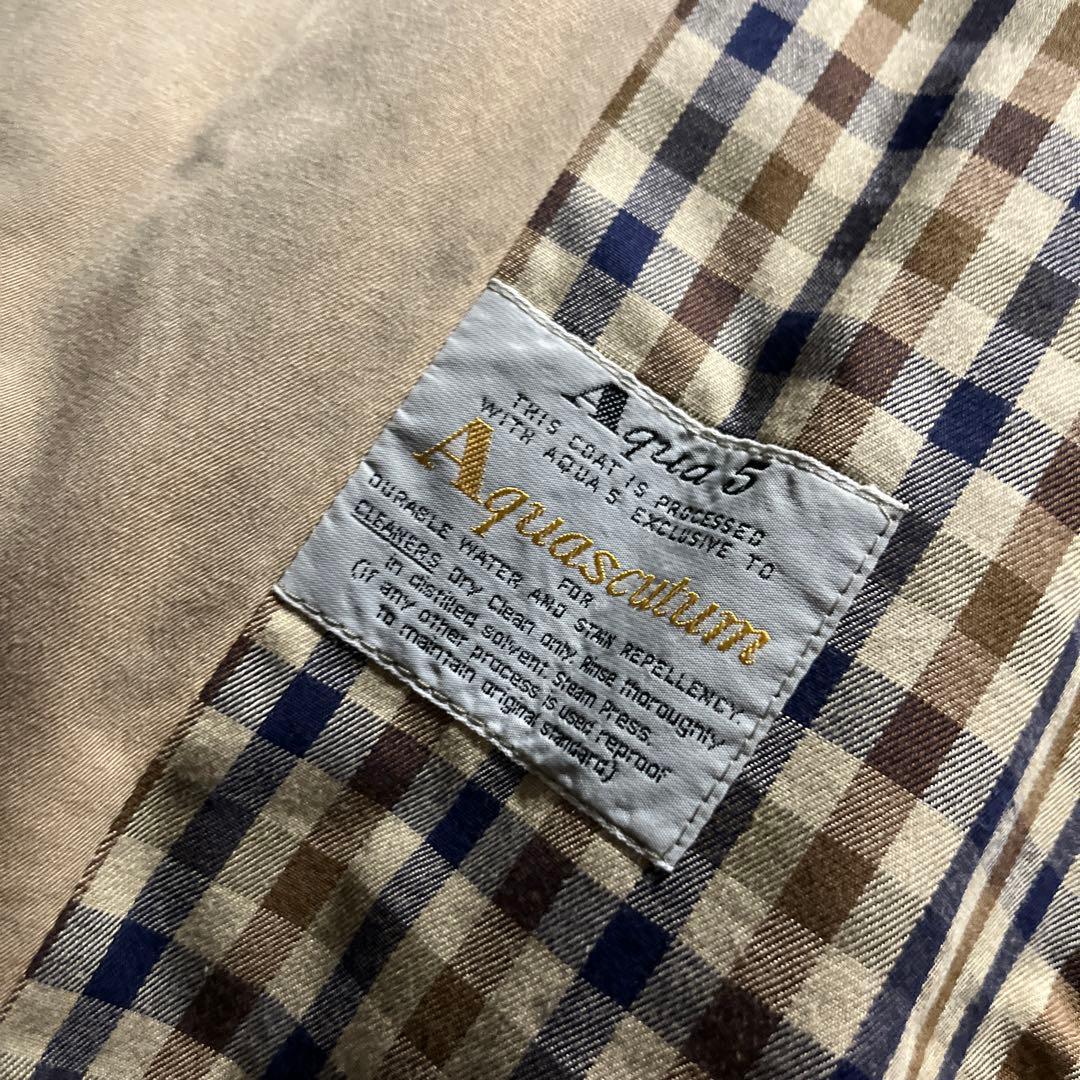 Aqua 5
THIS COAT IS PROCESSED
WITH AQUA 5 EXCLUSIVE TO
Aquascutum
FOR
DURABLE WATER AND STAIN REPELLENCY.
CLEANERS Dry Clean only. Rinse thoroughly
in distilled solvent: Steam Press.
(If any other process is used reproof
To maintain original standard)